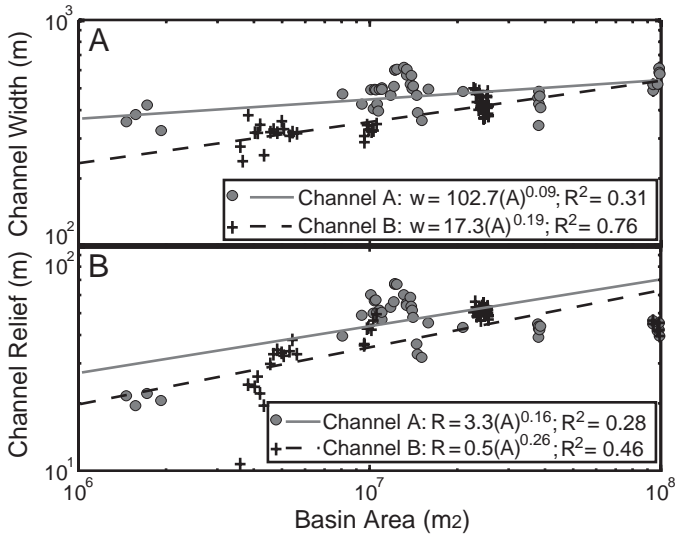 10³
A
Channel Width (m)
Channel A: w = 102.7(A)^0.09; R² = 0.31
Channel B: w = 17.3(A)^0.19; R² = 0.76
10²
10²
B
Channel Relief (m)
Channel A: R = 3.3(A)^0.16; R² = 0.28
Channel B: R = 0.5(A)^0.26; R² = 0.46
10¹
10⁶ 10⁷ 10⁸
Basin Area (m2)